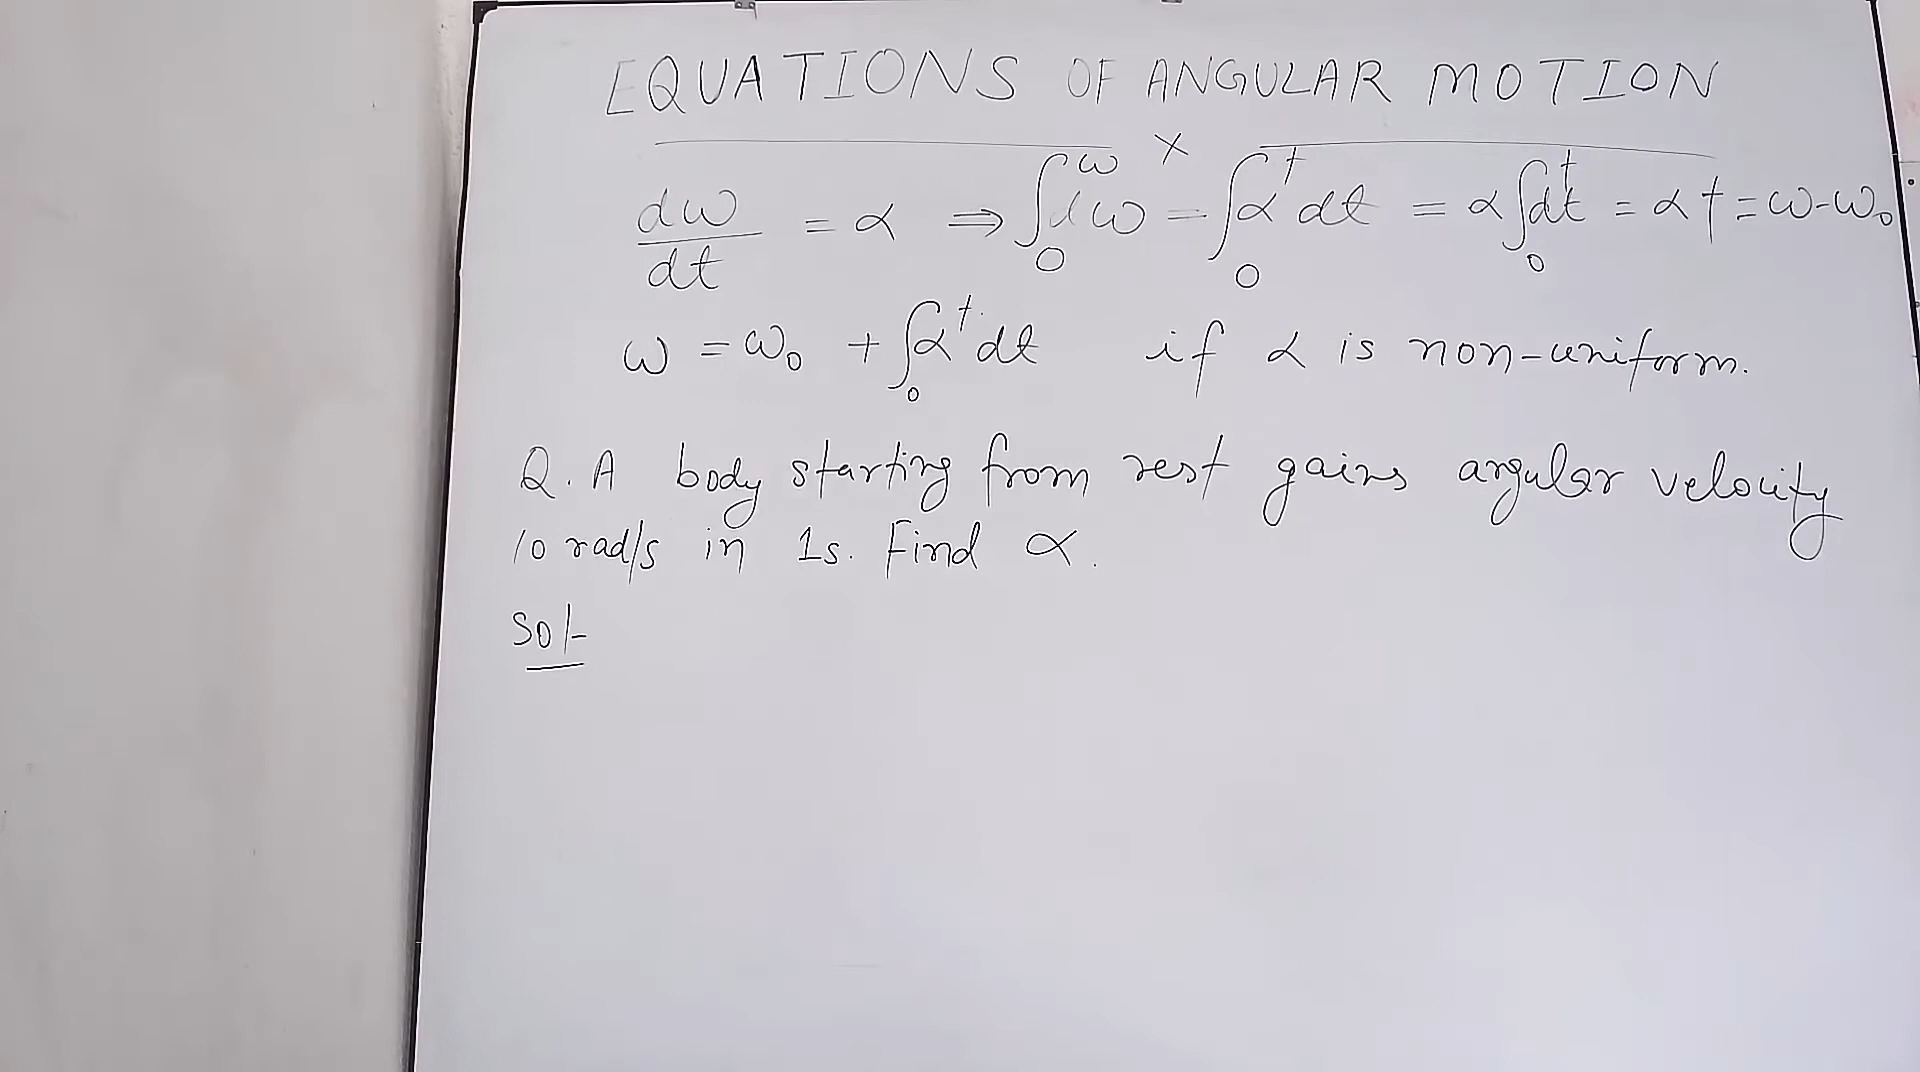 EQUATIONS OF ANGULAR MOTION
x
dω/dt = α ⇒ ∫₀^ω dω = ∫₀^t α dt = α ∫₀^t dt = αt = ω-ω₀
ω = ω₀ + ∫₀^t α dt if α is non-uniform.
Q. A body starting from rest gains angular velocity
10 rad/s in 1s. Find α.
Sol-